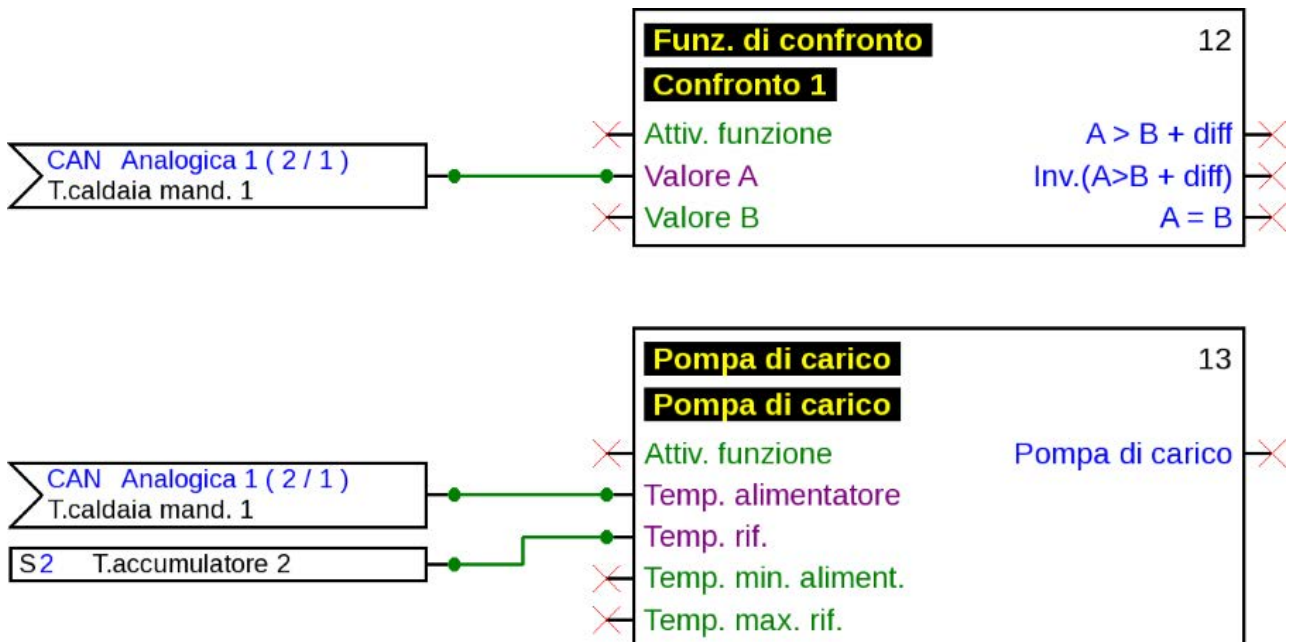 Funz. di confronto 12
Confronto 1
Attiv. funzione A > B + diff
CAN Analogica 1 ( 2 / 1 )
T.caldaia mand. 1
Valore A Inv.(A>B + diff)
Valore B A = B
Pompa di carico 13
Pompa di carico
Attiv. funzione Pompa di carico
CAN Analogica 1 ( 2 / 1 )
T.caldaia mand. 1
Temp. alimentatore
Temp. rif.
S2 T.accumulatore 2
Temp. min. aliment.
Temp. max. rif.